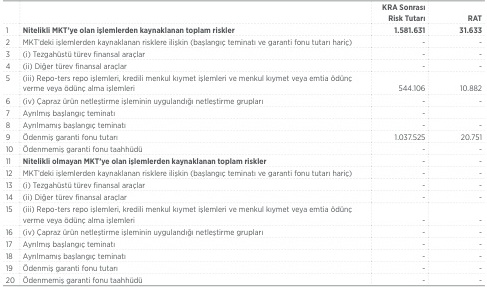 KRA Sonrası
Risk Tutarı RAT
1 Nitelikli MKT'ye olan işlemlerden kaynaklanan toplam riskler 1.581.631 31.633
2 MKT'deki işlemlerden kaynaklanan risklere ilişkin (başlangıç teminatı ve garanti fonu tutarı hariç) - -
3 (i) Tezgahüstü türev finansal araçlar - -
4 (ii) Diğer türev finansal araçlar - -
5 (iii) Repo-ters repo işlemleri, kredili menkul kıymet işlemleri ve menkul kıymet veya emtia ödünç
verme veya ödünç alma işlemleri 544.106 10.882
6 (iv) Çapraz ürün netleştirme işleminin uygulandığı netleştirme grupları - -
7 Ayrılmış başlangıç teminatı -
8 Ayrılmamış başlangıç teminatı - -
9 Ödenmiş garanti fonu tutarı 1.037.525 20.751
10 Ödenmemiş garanti fonu taahhüdü - -
11 Nitelikli olmayan MKT'ye olan işlemlerden kaynaklanan toplam riskler - -
12 MKT'deki işlemlerden kaynaklanan risklere ilişkin (başlangıç teminatı ve garanti fonu tutarı hariç) - -
13 (i) Tezgahüstü türev finansal araçlar - -
14 (ii) Diğer türev finansal araçlar - -
15 (iii) Repo-ters repo işlemleri, kredili menkul kıymet işlemleri ve menkul kıymet veya emtia ödünç
verme veya ödünç alma işlemleri - -
16 (iv) Çapraz ürün netleştirme işleminin uygulandığı netleştirme grupları - -
17 Ayrılmış başlangıç teminatı - -
18 Ayrılmamış başlangıç teminatı - -
19 Ödenmiş garanti fonu tutarı - -
20 Ödenmemiş garanti fonu taahhüdü - -